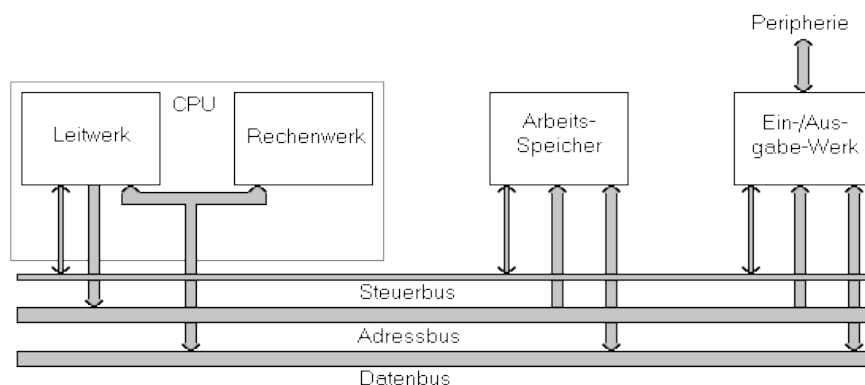 Peripherie
CPU
Leitwerk
Rechenwerk
Arbeits-
Speicher
Ein-/Aus-
gabe-Werk
Steuerbus
Adressbus
Datenbus